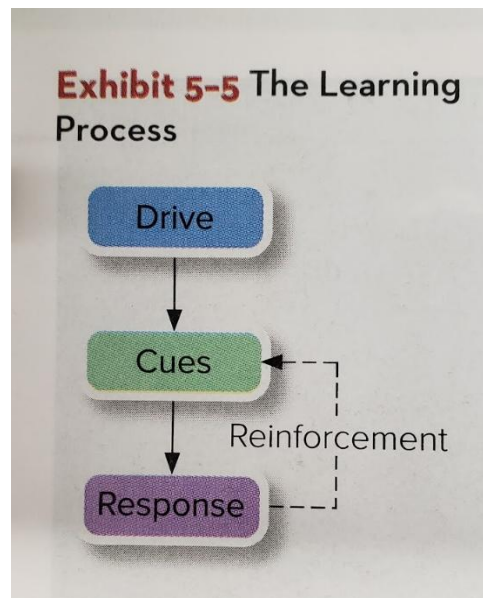 Exhibit 5-5 The Learning
Process
Drive
Cues
Reinforcement
Response